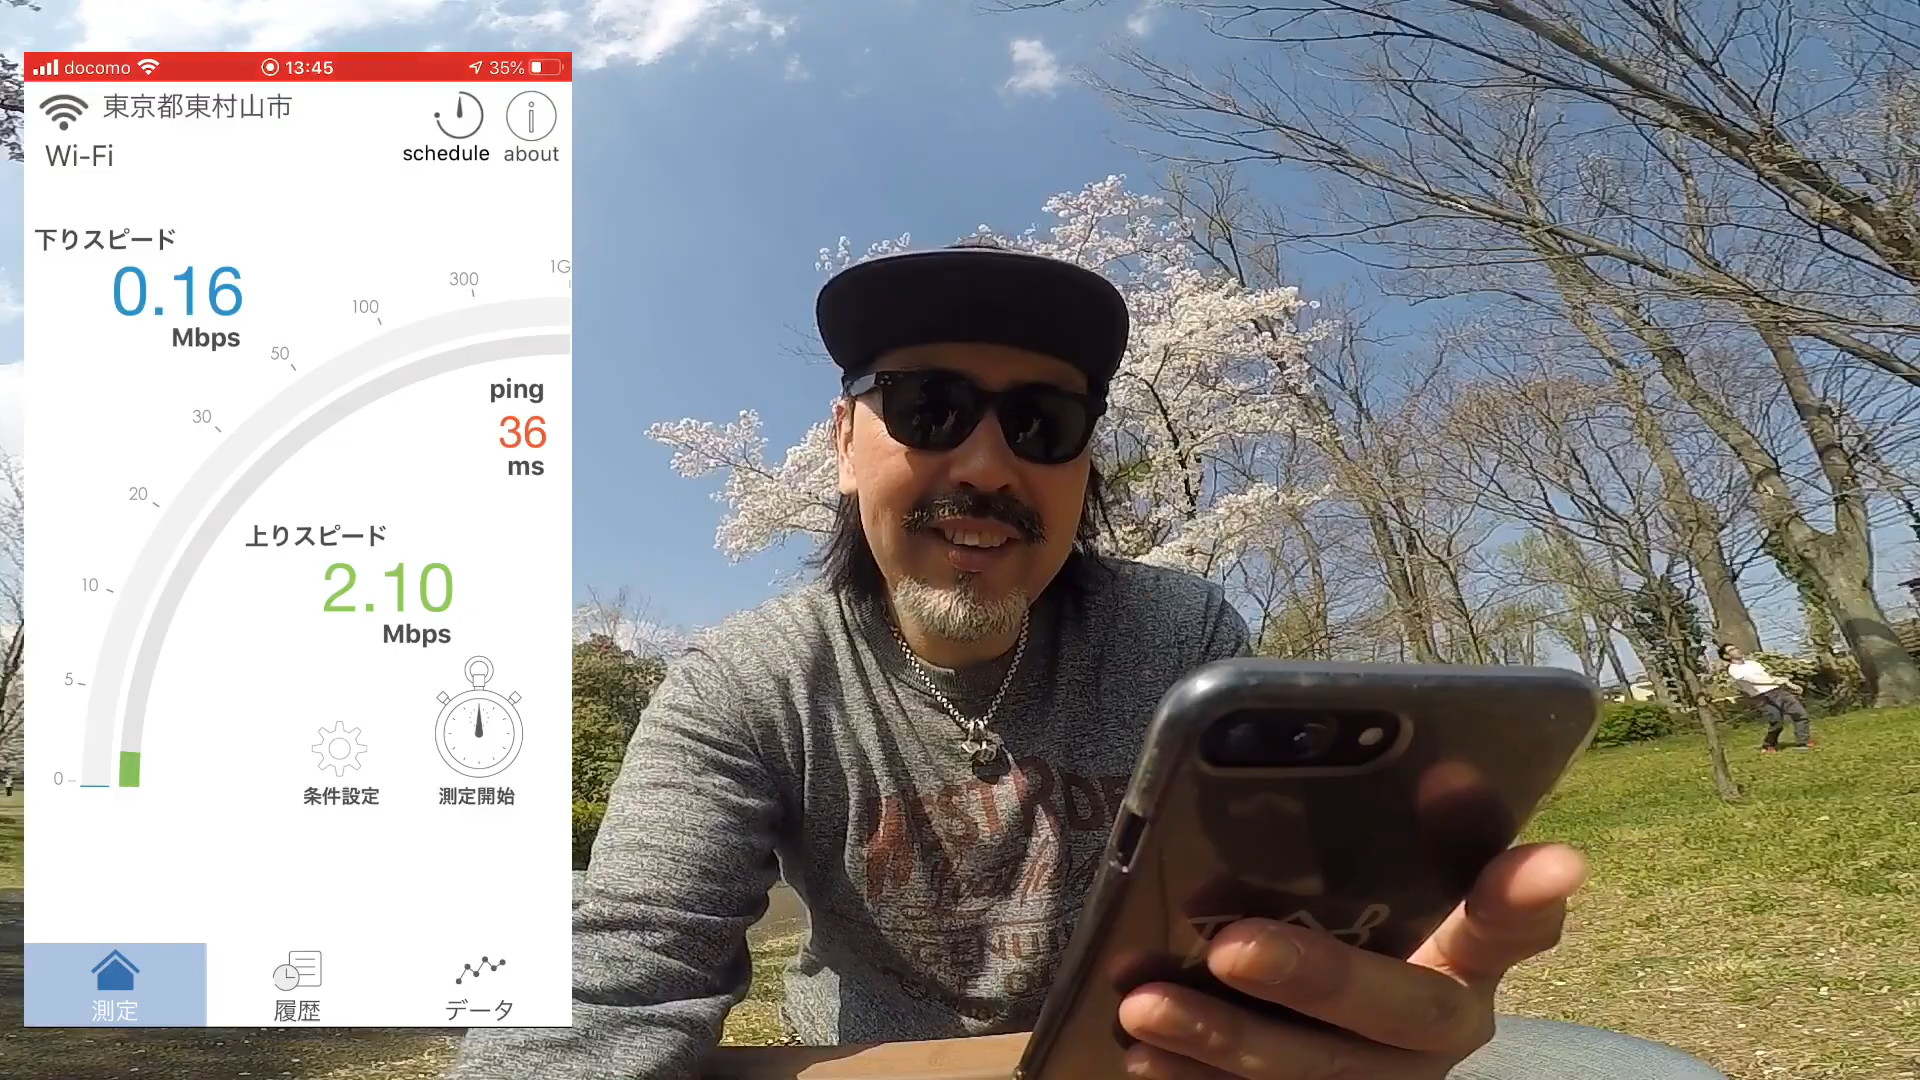 docomo 13:45 35%
東京都東村山市
Wi-Fi
schedule about
下りスピード
0.16
Mbps
1G
300
100
50
30
20
10
5
0
ping
36
ms
上りスピード
2.10
Mbps
条件設定 測定開始
測定 履歴 データ